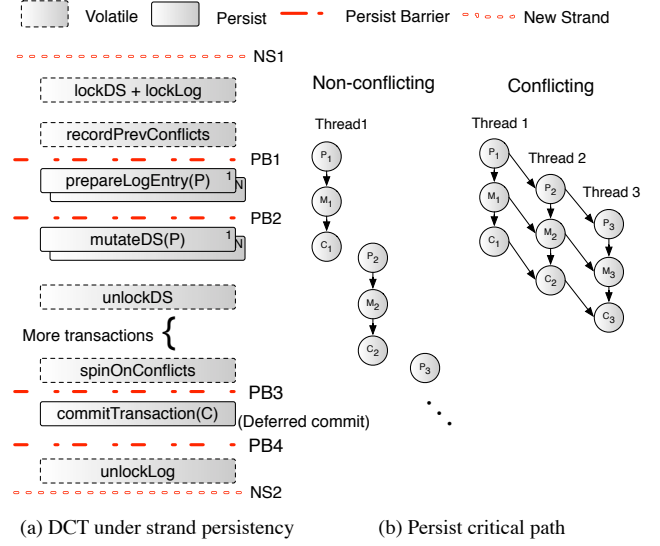 Volatile
Persist
Persist Barrier
New Strand
NS1
lockDS + lockLog
recordPrevConflicts
PB1
prepareLogEntry(P)
1
N
PB2
mutateDS(P)
1
unlockDS
More transactions {
spinOnConflicts
PB3
commitTransaction(C)
(Deferred commit)
PB4
unlockLog
NS2
(a) DCT under strand persistency
Non-conflicting
Thread1
P1
M1
C1
P2
M2
C2
P3
Conflicting
Thread 1
Thread 2
Thread 3
P1
P2
P3
M1
M2
M3
C1
C2
C3
(b) Persist critical path